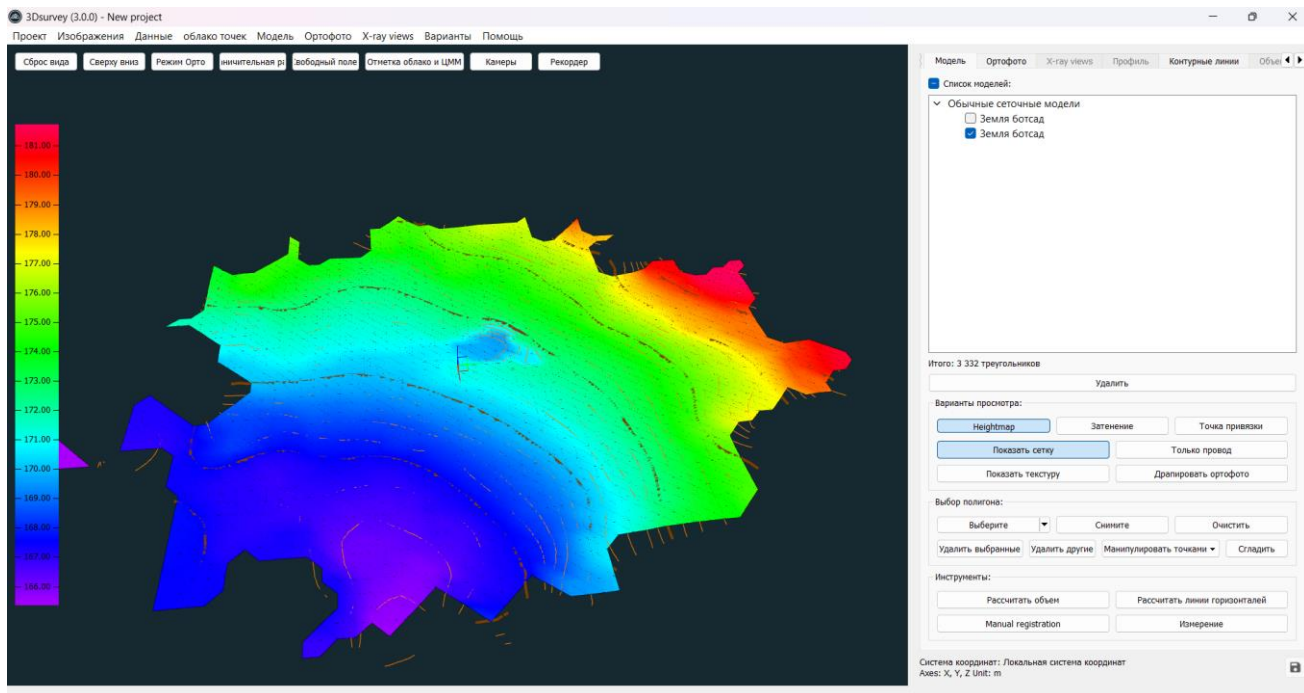 3Dsurvey (3.0.0) - New project
Проект Изображения Данные облако точек Модель Ортофото X-ray views Варианты Помощь
Сброс вида Сверху вниз Режим Орто иничительная ра Свободный поле Отметка облако и ЦММ Камеры Рекордер
Модель Ортофото X-ray views Профиль Контурные линии Объе
Список моделей:
Обычные сеточные модели
Земля ботсад
Земля ботсад
181.00
180.00
179.00
178.00
177.00
176.00
175.00
174.00
173.00
172.00
171.00
170.00
169.00
168.00
167.00
166.00
Итого: 3 332 треугольников
Удалить
Варианты просмотра:
Heightmap Затенение Точка привязки
Показать сетку Только провод
Показать текстуру Драпировать ортофото
Выбор полигона:
Выберите Снимите Очистить
Удалить выбранные Удалить другие Манипулировать точками Сгладить
Инструменты:
Рассчитать объем Рассчитать линии горизонталей
Manual registration Измерение
Система координат: Локальная система координат
Axes: X, Y, Z Unit: m